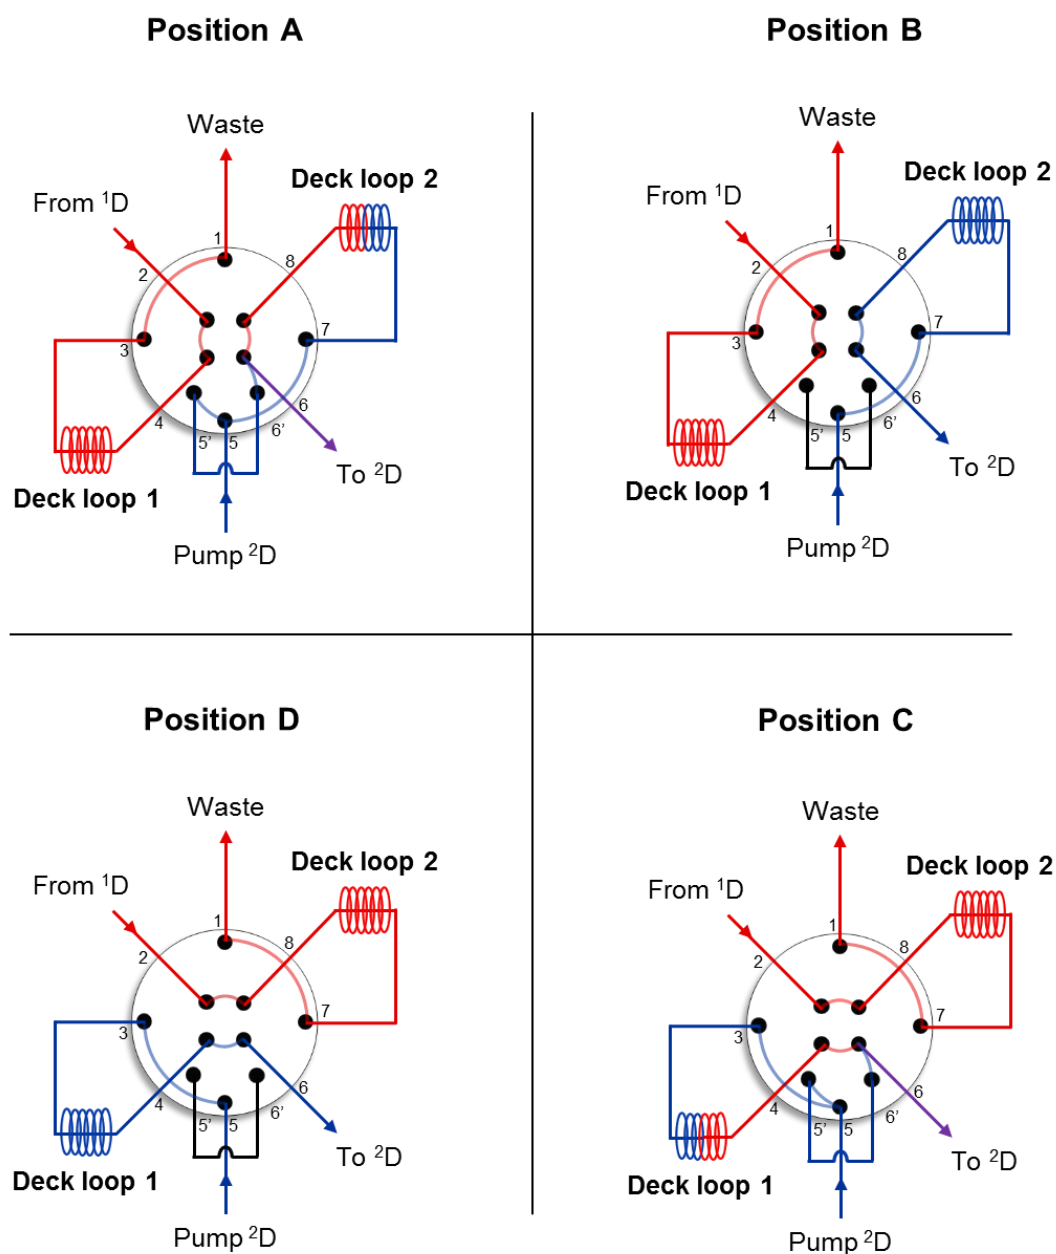 Position A
Waste
Deck loop 2
From ¹D
1
2
8
3
7
4
5'
5
6'
6
To ²D
Deck loop 1
Pump ²D
Position B
Waste
Deck loop 2
From ¹D
1
2
8
3
7
4
5'
5
6'
6
To ²D
Deck loop 1
Pump ²D
Position D
Waste
Deck loop 2
From ¹D
1
2
8
3
7
4
5'
5
6'
6
To ²D
Deck loop 1
Pump ²D
Position C
Waste
Deck loop 2
From ¹D
1
2
8
3
7
4
5'
5
6'
6
To ²D
Deck loop 1
Pump ²D